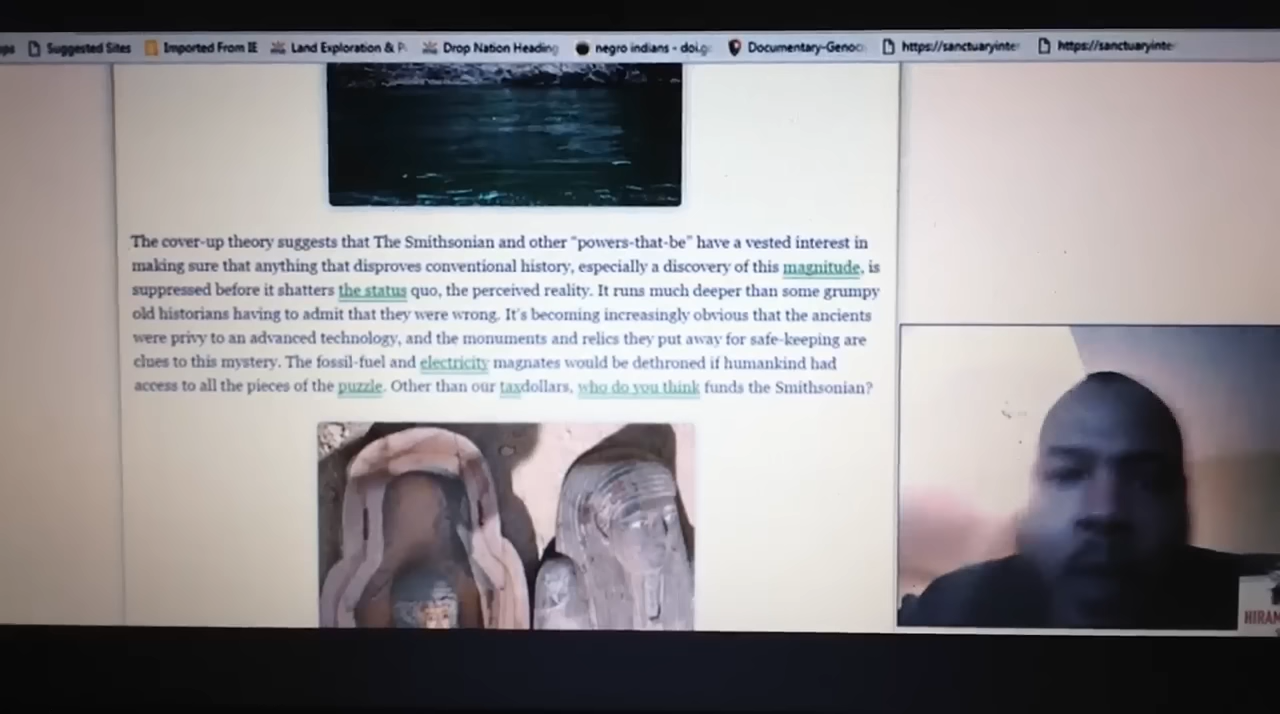 Suggested Sites Imported From IE Land Exploration & Drop Nation Heading negro indians - doi.g Documentary-Genoc https://sanctuaryinte https://sanctuaryinte
The cover-up theory suggests that The Smithsonian and other "powers-that-be" have a vested interest in
making sure that anything that disproves conventional history, especially a discovery of this magnitude, is
suppressed before it shatters the status quo, the perceived reality. It runs much deeper than some grumpy
old historians having to admit that they were wrong. It's becoming increasingly obvious that the ancients
were privy to an advanced technology, and the monuments and relics they put away for safe-keeping are
clues to this mystery. The fossil-fuel and electricity magnates would be dethroned if humankind had
access to all the pieces of the puzzle. Other than our taxdollars, who do you think funds the Smithsonian?
HIRAM